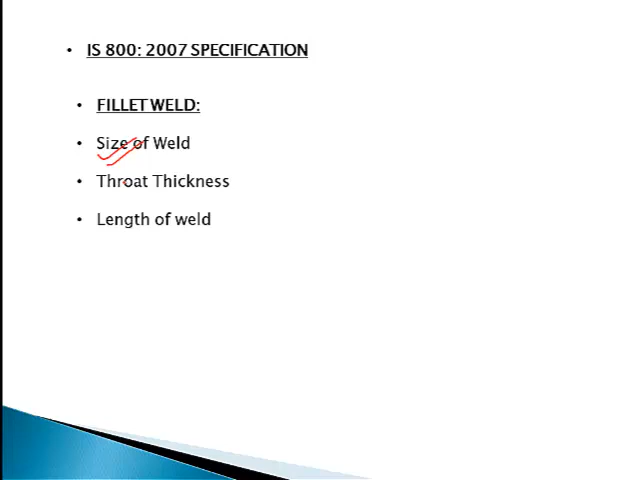 • IS 800: 2007 SPECIFICATION
• FILLET WELD:
• Size of Weld
• Throat Thickness
• Length of weld